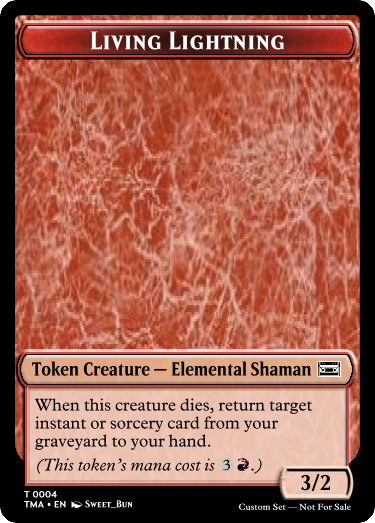 Living Lightning
Token Creature — Elemental Shaman
When this creature dies, return target
instant or sorcery card from your
graveyard to your hand.
(This token's mana cost is 3 .)
3/2
T 0004
TMA • EN Sweet_Bun
Custom Set — Not For Sale